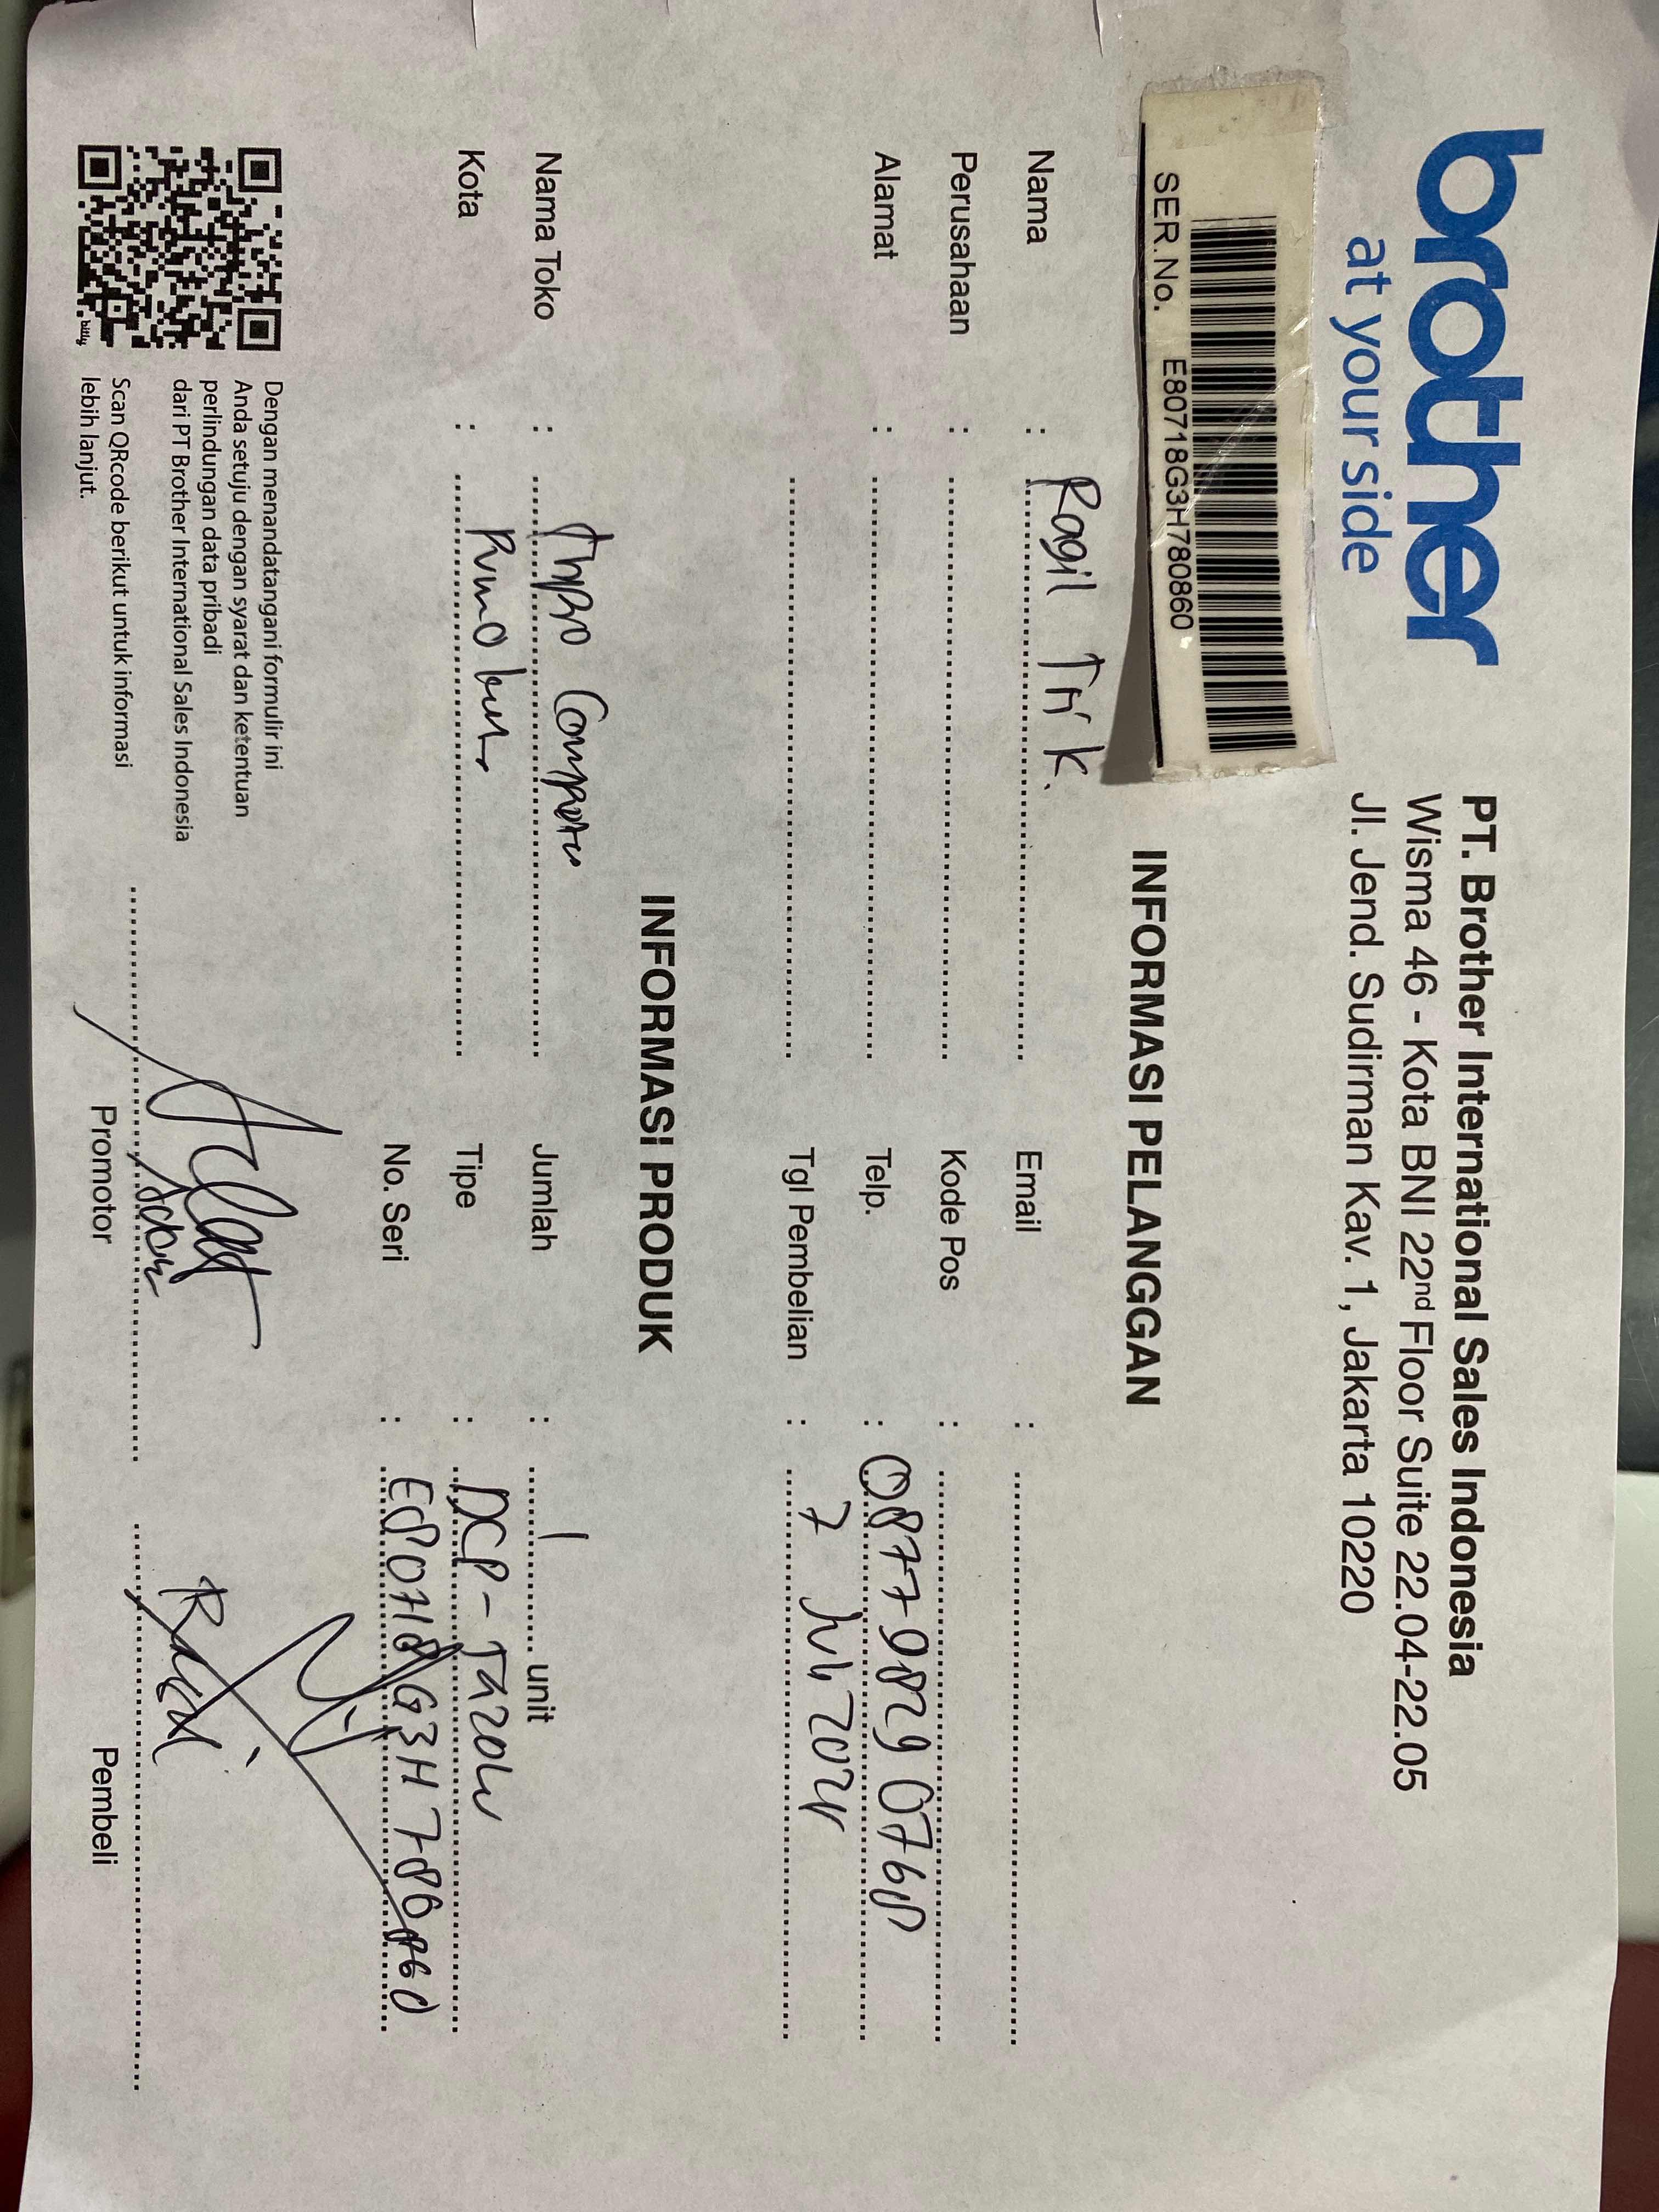 brother
at your side
PT. Brother International Sales Indonesia
Wisma 46 - Kota BNI 22nd Floor Suite 22.04-22.05
Jl. Jend. Sudirman Kav. 1, Jakarta 10220
SER.No. E80718G3H780860
INFORMASI PELANGGAN
Nama : Ragil Tri K.
Email :
Perusahaan :
Kode Pos :
Alamat :
Telp. : 0877 9829 0768
Tgl Pembelian : 7 Juli 2024
INFORMASI PRODUK
Nama Toko : Computer
Jumlah : 1 unit
Kota :
Tipe : DCP-T420W
No. Seri : E80718G3H780860
Dengan menandatangani formulir ini
Anda setuju dengan syarat dan ketentuan
perlindungan data pribadi
dari PT Brother International Sales Indonesia
Scan QRcode berikut untuk informasi
lebih lanjut.
bitly
Promotor
Pembeli